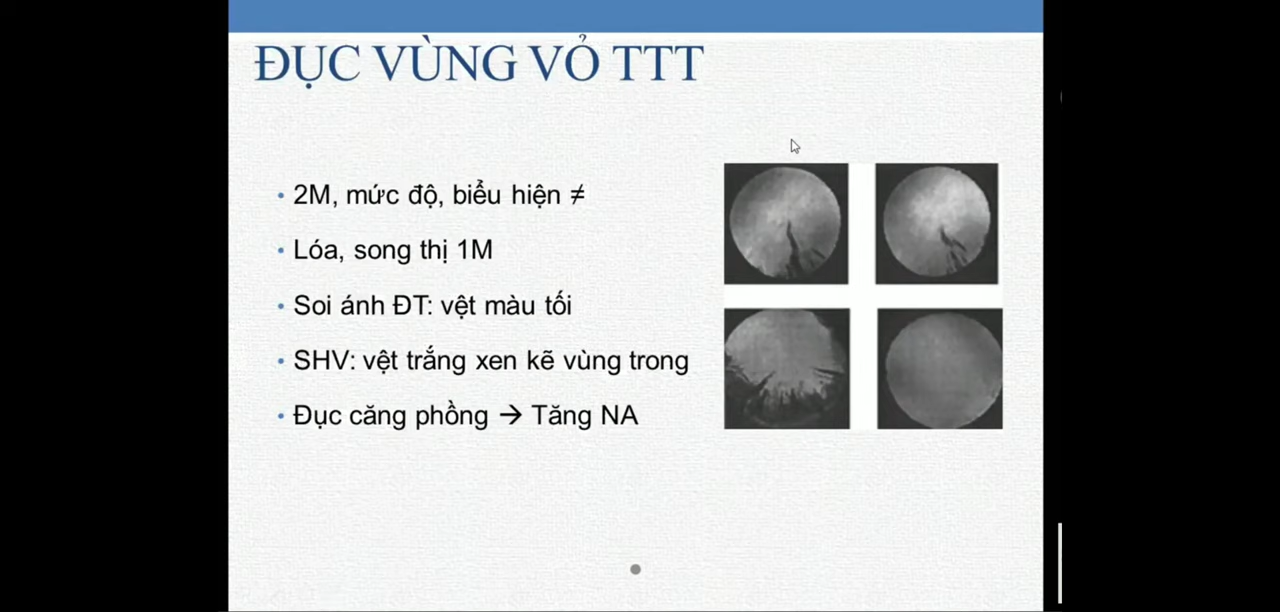 ĐỤC VÙNG VỎ TTT
• 2M, mức độ, biểu hiện ≠
• Lóa, song thị 1M
• Soi ánh ĐT: vệt màu tối
• SHV: vệt trắng xen kẽ vùng trong
• Đục căng phồng → Tăng NA